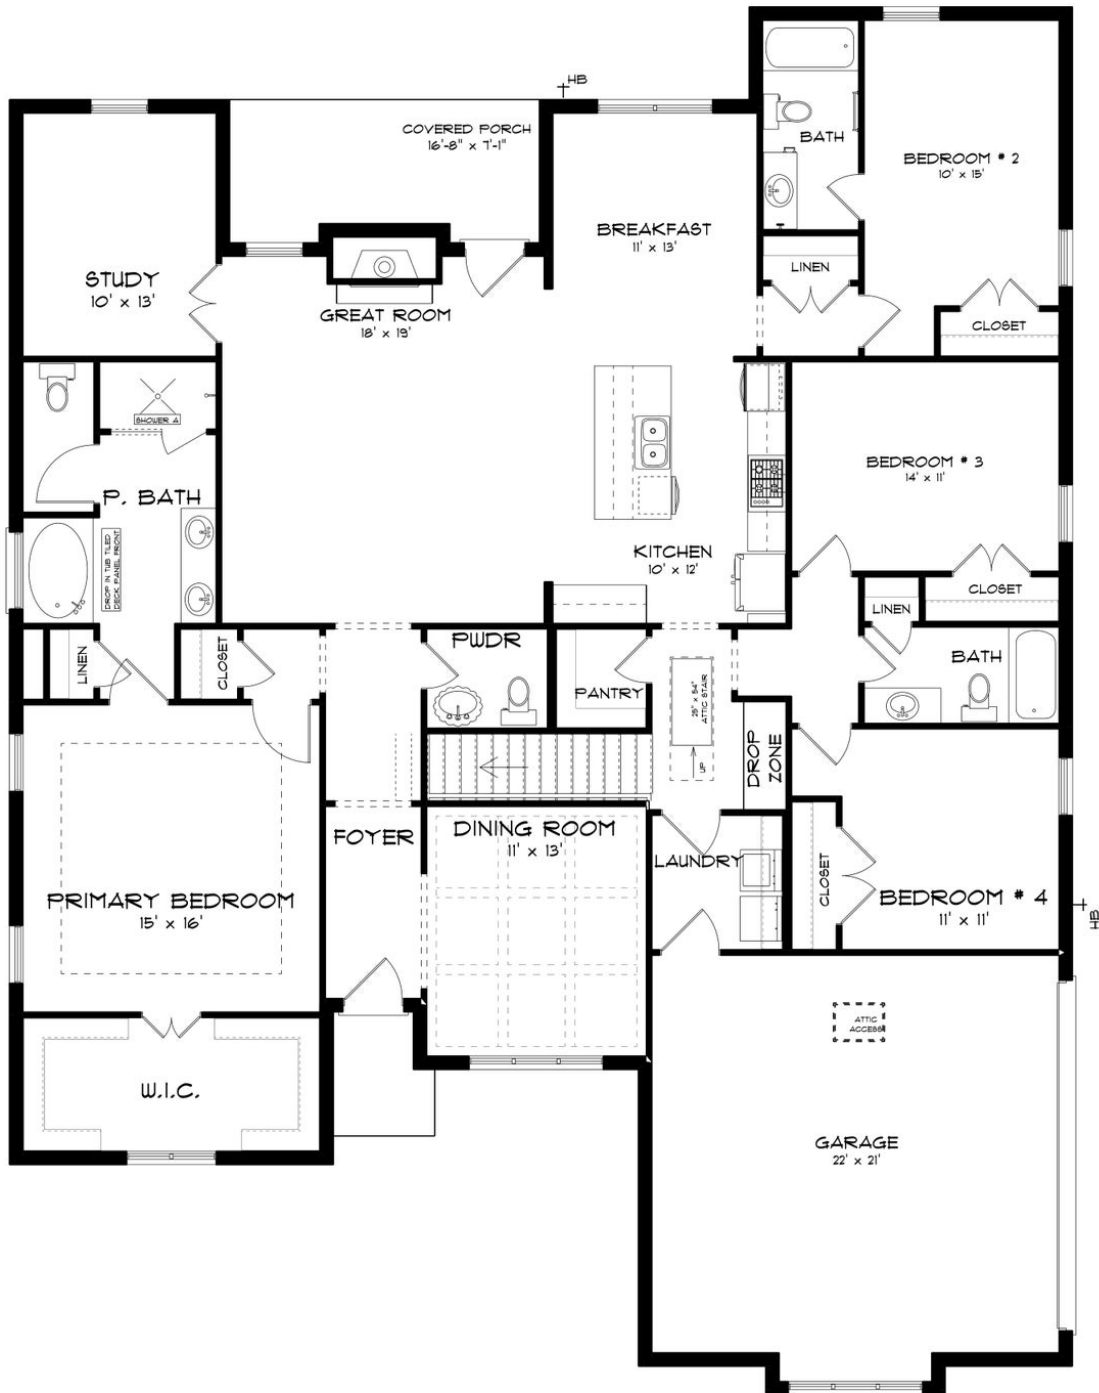 HB
COVERED PORCH
16'-8" x 7'-1"
BATH
BEDROOM # 2
10' x 15'
BREAKFAST
11' x 13'
LINEN
STUDY
10' x 13'
GREAT ROOM
18' x 19'
CLOSET
SHOWER A
BEDROOM # 3
14' x 11'
P. BATH
DROP IN TUB TILED
DECK, PANEL FRONT
KITCHEN
10' x 12'
CLOSET
LINEN
LINEN
CLOSET
PWDR
PANTRY
25" x 54"
ATTIC STAIR
BATH
UP
DROP
ZONE
FOYER
DINING ROOM
11' x 13'
LAUNDRY
CLOSET
PRIMARY BEDROOM
15' x 16'
BEDROOM # 4
11' x 11'
HB
ATTIC
ACCESS
W.I.C.
GARAGE
22' x 21'